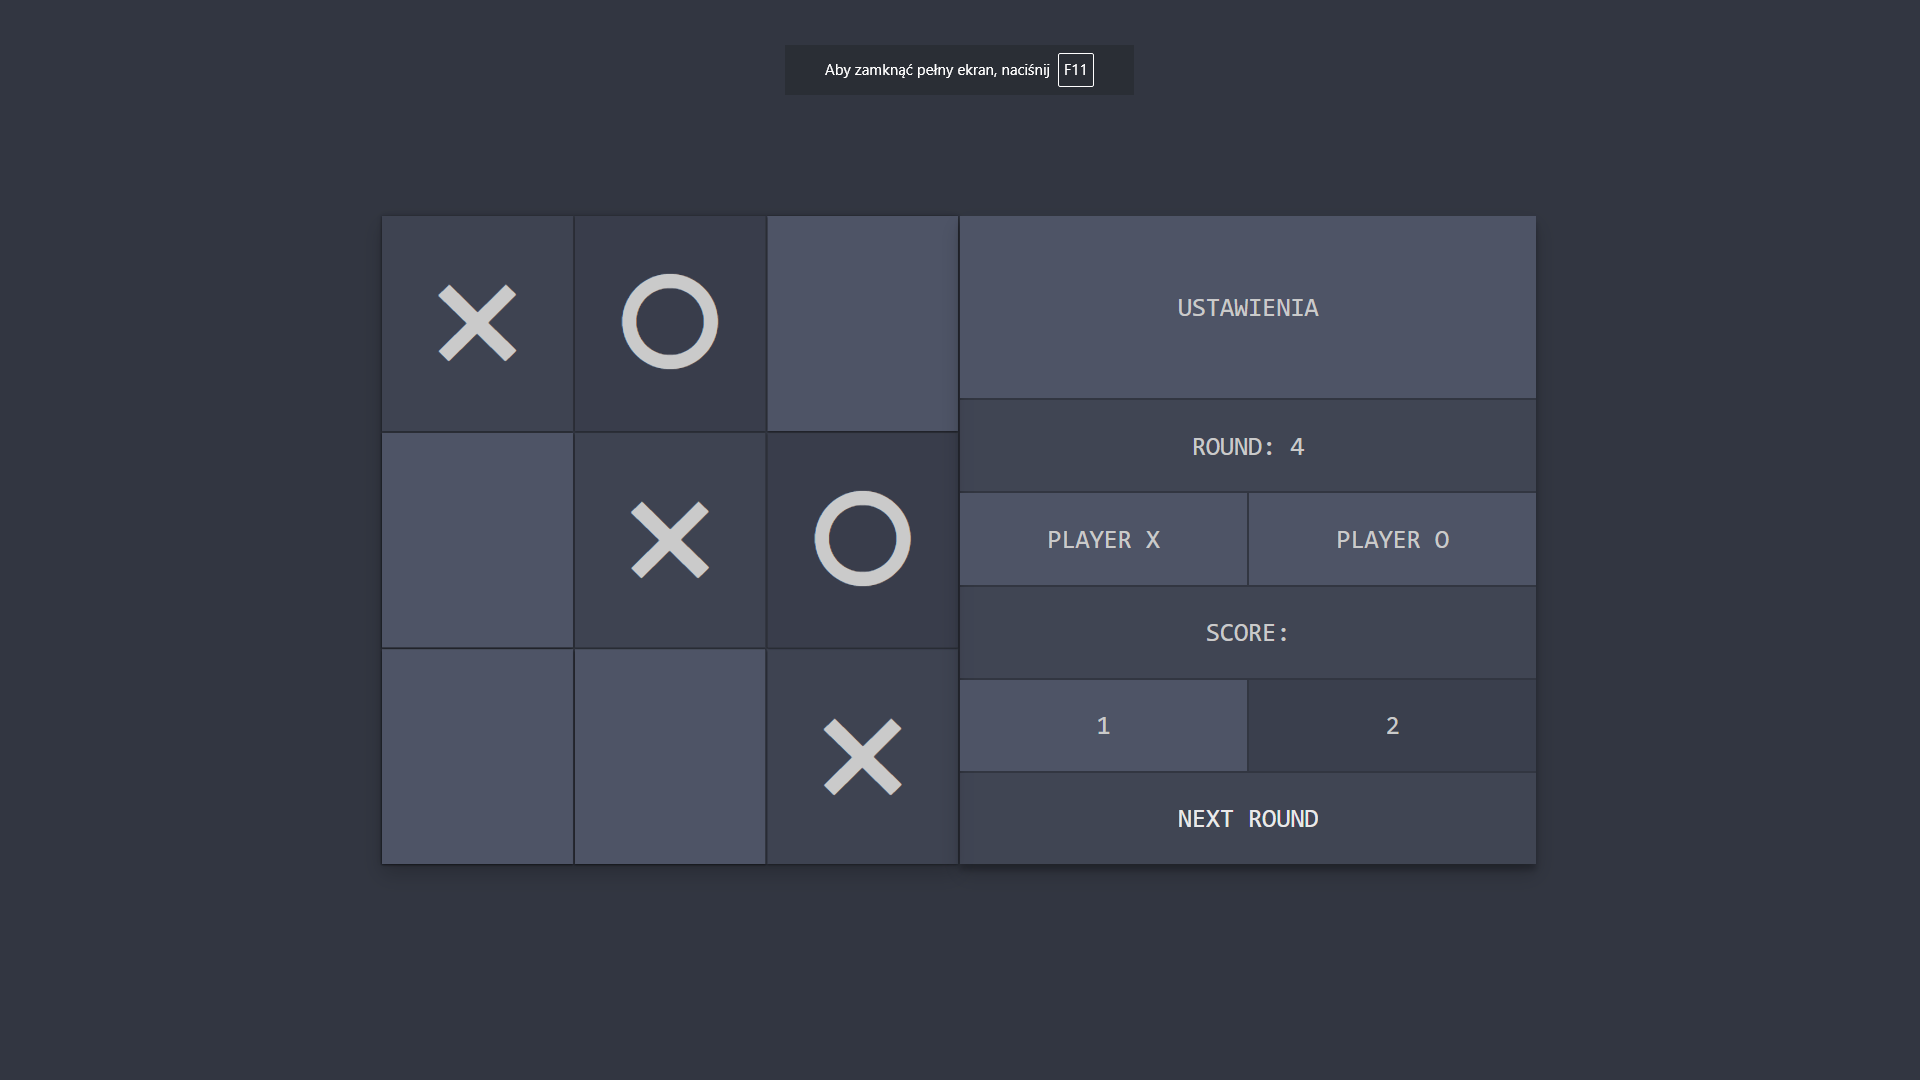 Aby zamknąć pełny ekran, naciśnij F11
X O
USTAWIENIA
ROUND: 4
X O
PLAYER X PLAYER O
SCORE:
X
1 2
NEXT ROUND